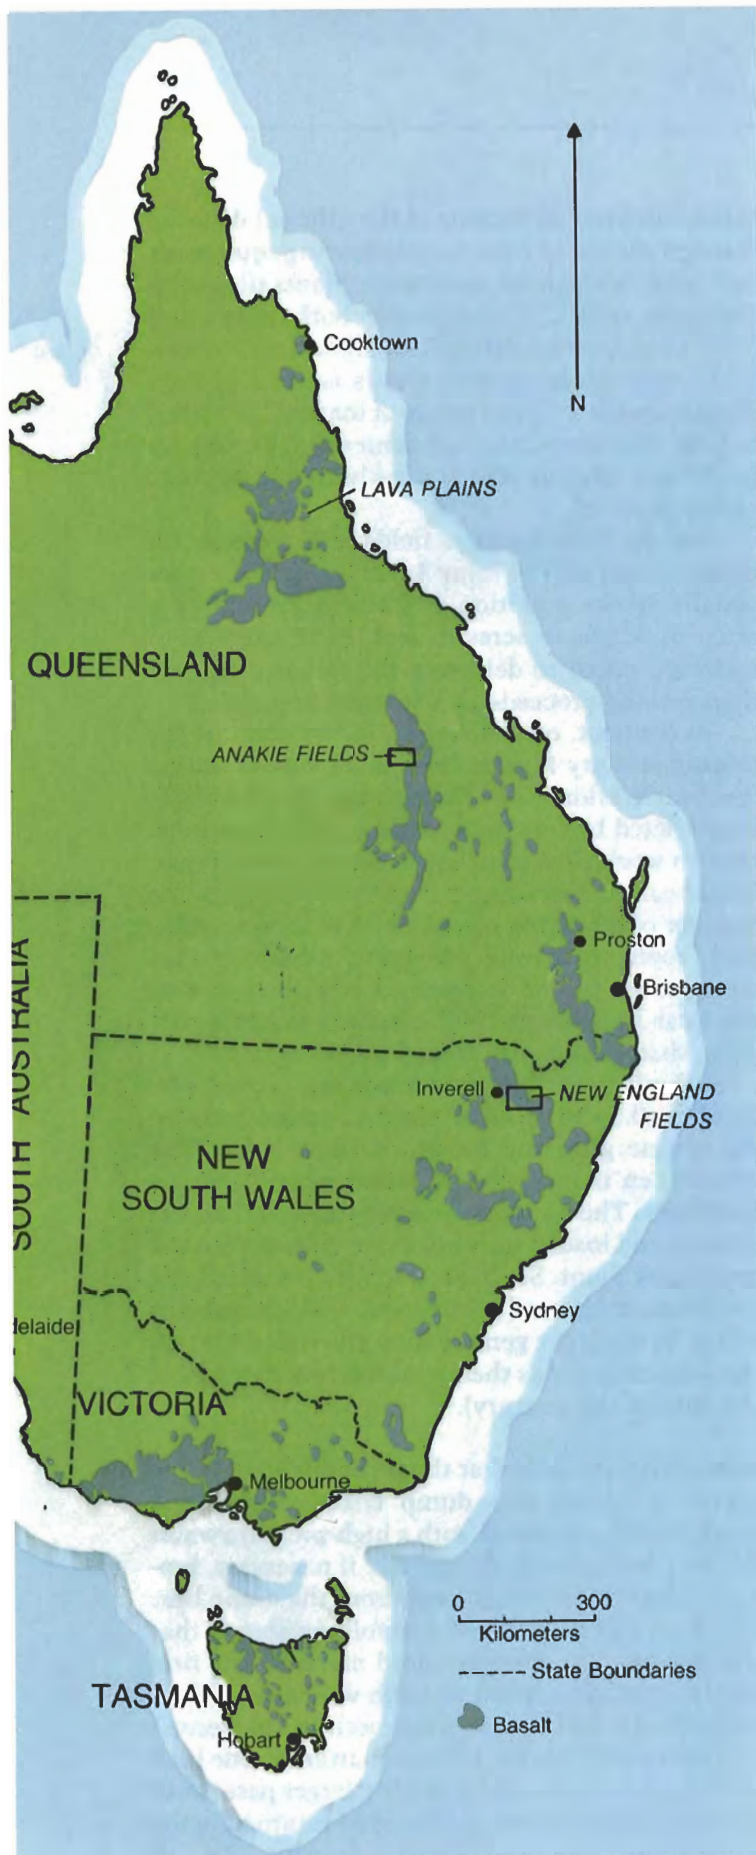 N
Cooktown
LAVA PLAINS
QUEENSLAND
ANAKIE FIELDS
Proston
Brisbane
SOUTH AUSTRALIA
Inverell
NEW ENGLAND
FIELDS
NEW
SOUTH WALES
Sydney
delaide
VICTORIA
Melbourne
0 300
Kilometers
State Boundaries
TASMANIA
Basalt
Hobart